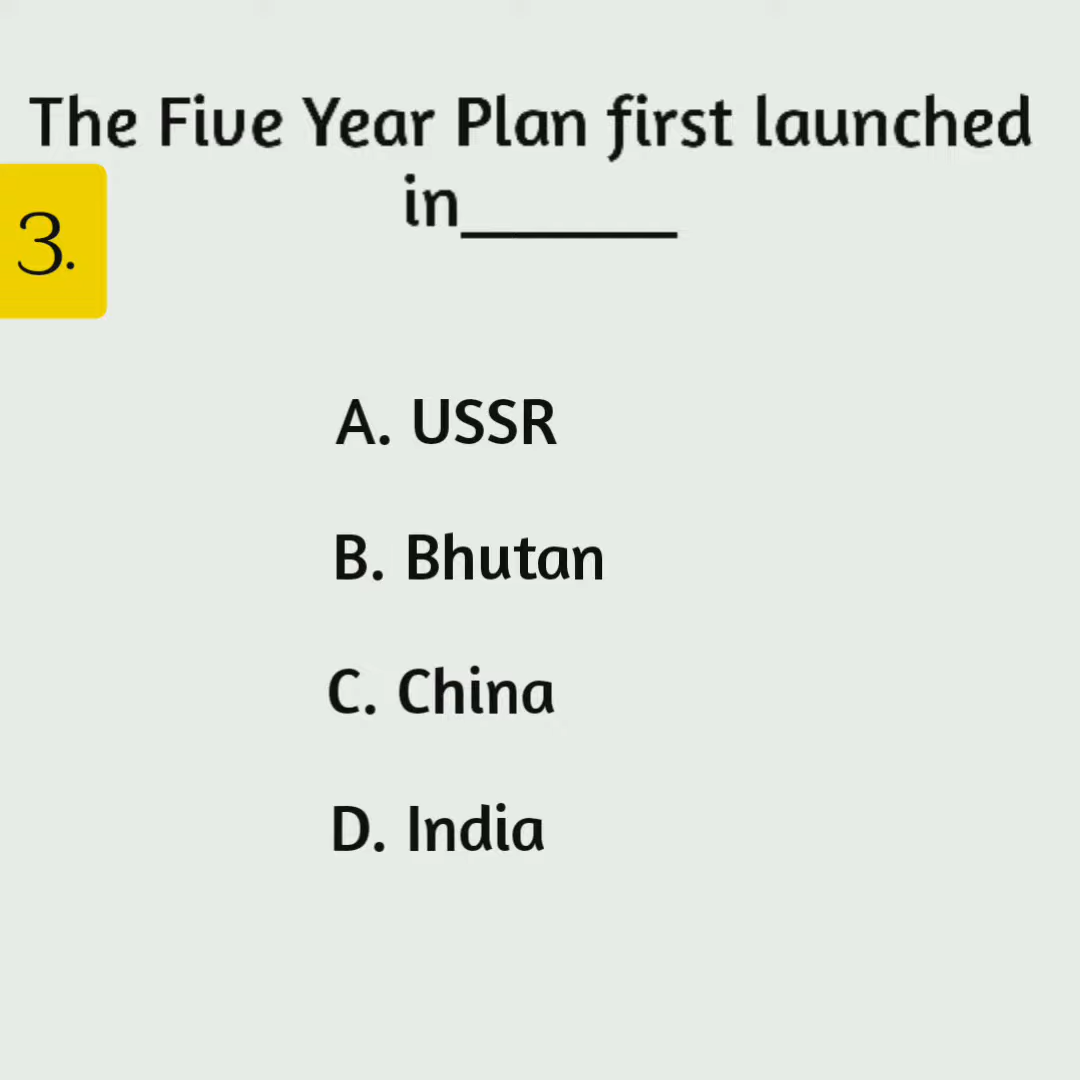 The Five Year Plan first launched
in______
3.
A. USSR
B. Bhutan
C. China
D. India